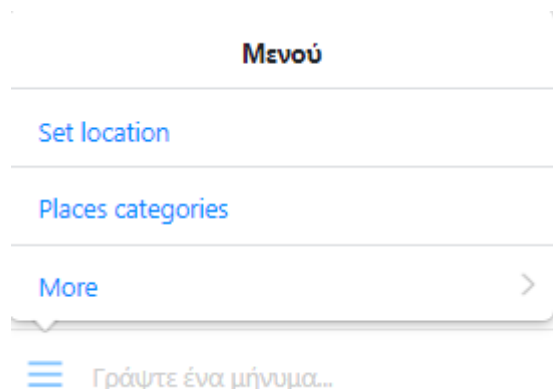 Μενού
Set location
Places categories
More
Γράψτε ένα μήνυμα...